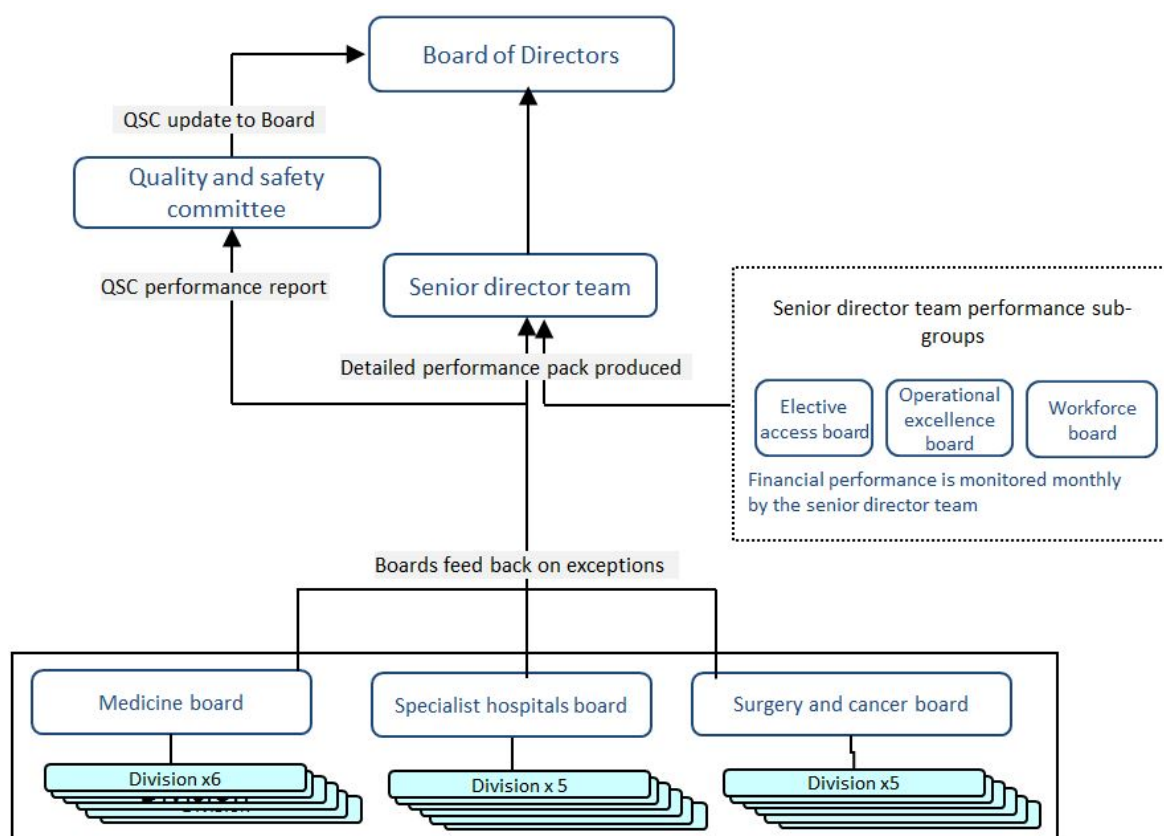 Board of Directors
QSC update to Board
Quality and safety
committee
QSC performance report
Senior director team
Detailed performance pack produced
Senior director team performance sub-
groups
Elective
access board
Operational
excellence
board
Workforce
board
Financial performance is monitored monthly
by the senior director team
Boards feed back on exceptions
Medicine board
Specialist hospitals board
Surgery and cancer board
Division x6
Division x 5
Division x5